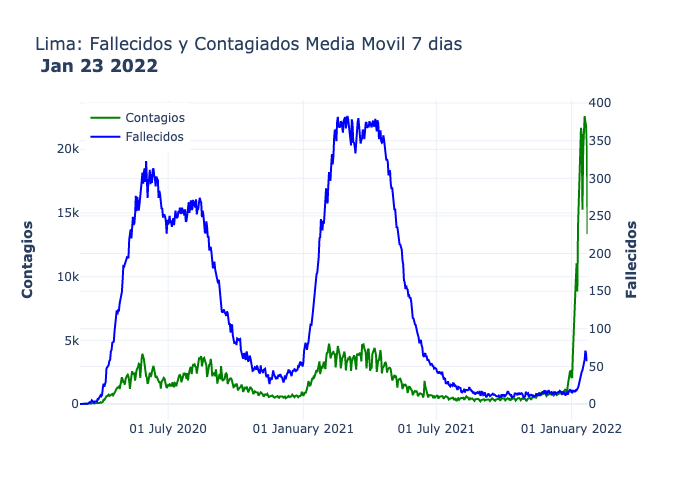 Lima: Fallecidos y Contagiados Media Movil 7 dias
Jan 23 2022
Contagios
Fallecidos
400
350
300
250
200
150
100
50
0
20k
15k
10k
5k
0
Contagios
Fallecidos
01 July 2020
01 January 2021
01 July 2021
01 January 2022